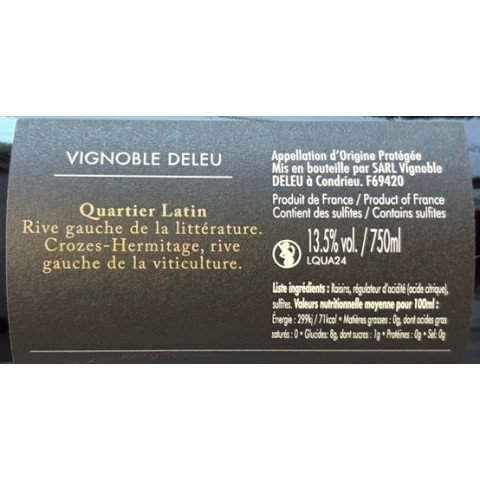 VIGNOBLE DELEU
Quartier Latin
Rive gauche de la littérature.
Crozes-Hermitage, rive
gauche de la viticulture.
Appellation d'Origine Protégée
Mis en bouteille par SARL Vignoble
DELEU à Condrieu. F69420
Produit de France / Product of France
Contient des sulfites / Contains sulfites
13.5% vol. / 750ml
LQUA24
Liste ingrédients : Raisins, régulateur d'acidité (acide citrique),
sulfites. Valeurs nutritionnelle moyenne pour 100ml :
Énergie : 299kj / 71kcal • Matières grasses : 0g, dont acides gras
saturés : 0 • Glucides: 8g, dont sucres : 1g • Protéines : 0g • Sel: 0g